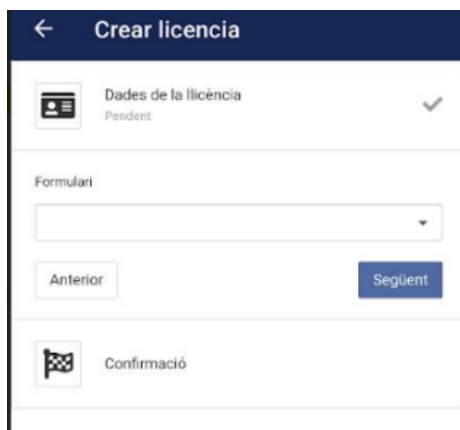 Crear licencia
Dades de la llicència
Pendent
Formulari
Anterior
Següent
Confirmació